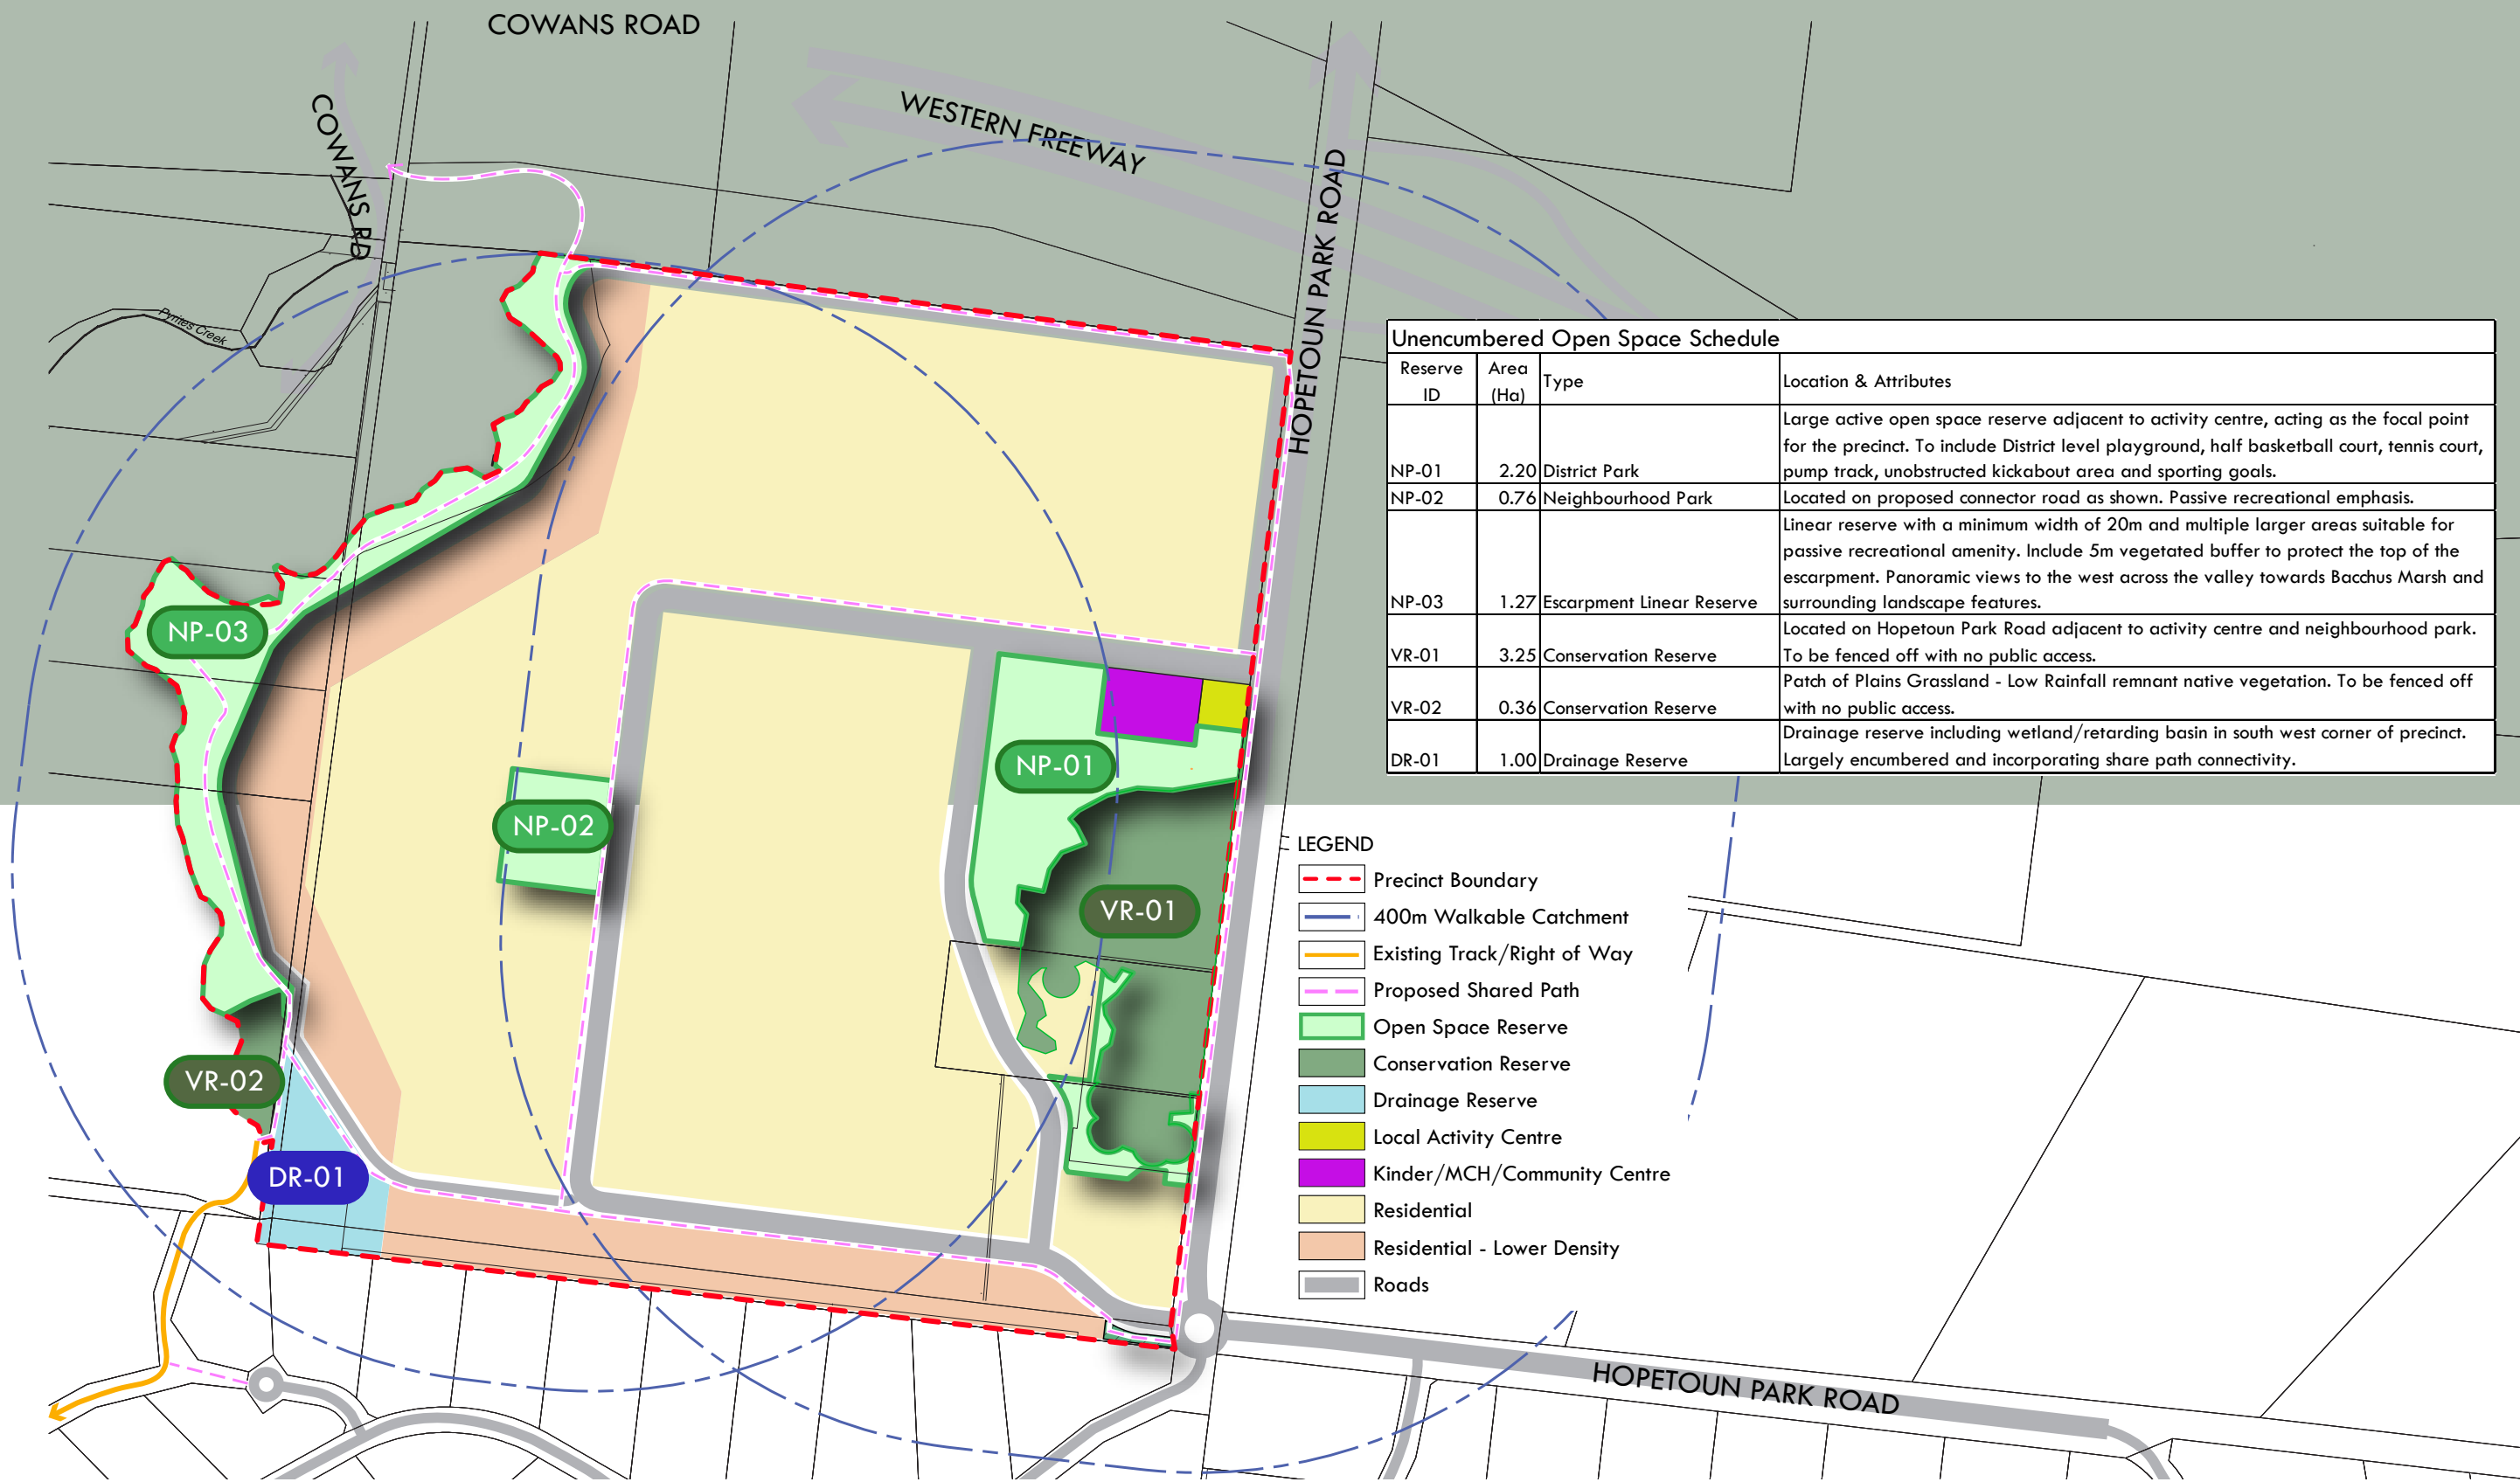 COWANS ROAD
COWANS RD
WESTERN FREEWAY
HOPETOUN PARK ROAD
Pyrites Creek
Unencumbered Open Space Schedule
Reserve ID Area (Ha) Type Location & Attributes
NP-01 2.20 District Park Large active open space reserve adjacent to activity centre, acting as the focal point
for the precinct. To include District level playground, half basketball court, tennis court,
pump track, unobstructed kickabout area and sporting goals.
NP-02 0.76 Neighbourhood Park Located on proposed connector road as shown. Passive recreational emphasis.
NP-03 1.27 Escarpment Linear Reserve Linear reserve with a minimum width of 20m and multiple larger areas suitable for
passive recreational amenity. Include 5m vegetated buffer to protect the top of the
escarpment. Panoramic views to the west across the valley towards Bacchus Marsh and
surrounding landscape features.
VR-01 3.25 Conservation Reserve Located on Hopetoun Park Road adjacent to activity centre and neighbourhood park.
To be fenced off with no public access.
VR-02 0.36 Conservation Reserve Patch of Plains Grassland - Low Rainfall remnant native vegetation. To be fenced off
with no public access.
DR-01 1.00 Drainage Reserve Drainage reserve including wetland/retarding basin in south west corner of precinct.
Largely encumbered and incorporating share path connectivity.
NP-03
NP-01
NP-02
VR-01
VR-02
DR-01
LEGEND
Precinct Boundary
400m Walkable Catchment
Existing Track/Right of Way
Proposed Shared Path
Open Space Reserve
Conservation Reserve
Drainage Reserve
Local Activity Centre
Kinder/MCH/Community Centre
Residential
Residential - Lower Density
Roads
HOPETOUN PARK ROAD